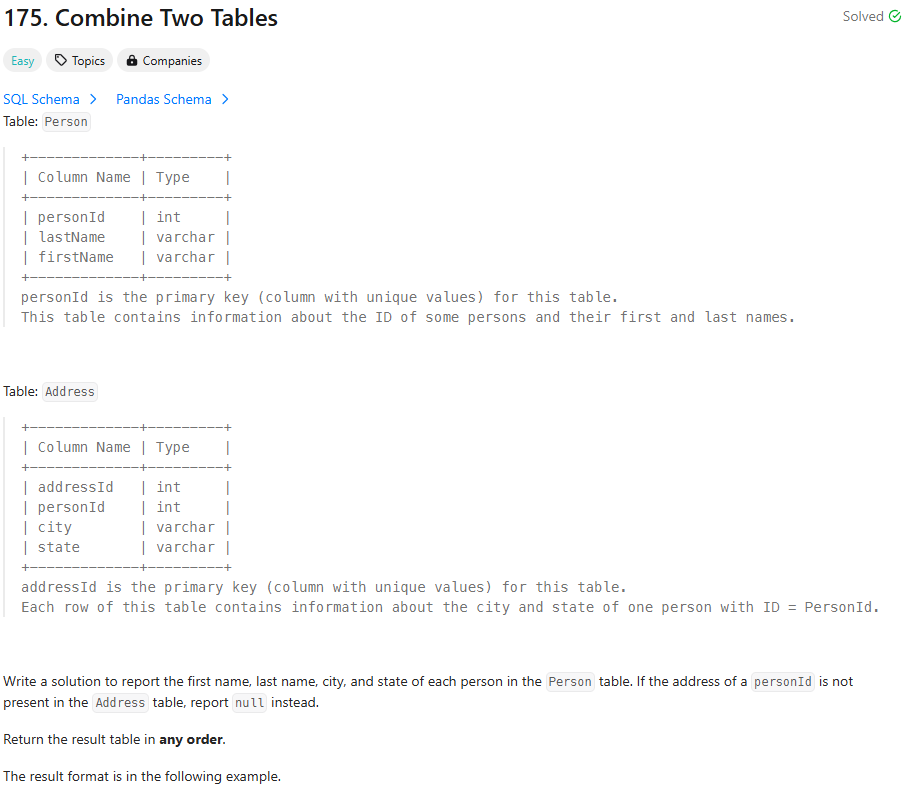 175. Combine Two Tables
Solved
Easy Topics Companies
SQL Schema > Pandas Schema >
Table: Person
+-------------+---------+
| Column Name | Type    |
+-------------+---------+
| personId    | int     |
| lastName    | varchar |
| firstName   | varchar |
+-------------+---------+
personId is the primary key (column with unique values) for this table.
This table contains information about the ID of some persons and their first and last names.
Table: Address
+-------------+---------+
| Column Name | Type    |
+-------------+---------+
| addressId   | int     |
| personId    | int     |
| city        | varchar |
| state       | varchar |
+-------------+---------+
addressId is the primary key (column with unique values) for this table.
Each row of this table contains information about the city and state of one person with ID = PersonId.
Write a solution to report the first name, last name, city, and state of each person in the Person table. If the address of a personId is not
present in the Address table, report null instead.
Return the result table in any order.
The result format is in the following example.